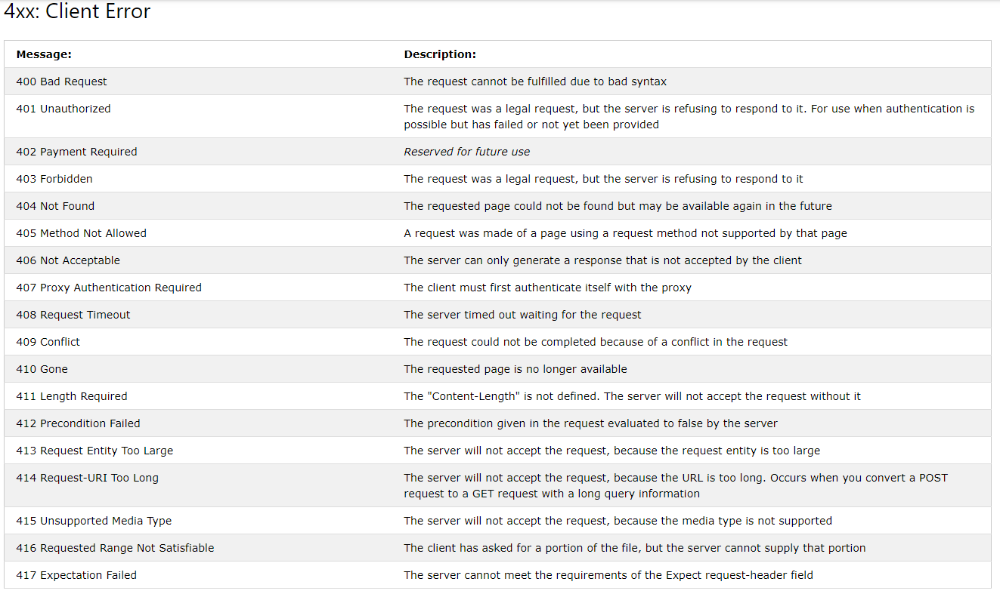 4xx: Client Error
Message: Description:
400 Bad Request The request cannot be fulfilled due to bad syntax
401 Unauthorized The request was a legal request, but the server is refusing to respond to it. For use when authentication is
possible but has failed or not yet been provided
402 Payment Required Reserved for future use
403 Forbidden The request was a legal request, but the server is refusing to respond to it
404 Not Found The requested page could not be found but may be available again in the future
405 Method Not Allowed A request was made of a page using a request method not supported by that page
406 Not Acceptable The server can only generate a response that is not accepted by the client
407 Proxy Authentication Required The client must first authenticate itself with the proxy
408 Request Timeout The server timed out waiting for the request
409 Conflict The request could not be completed because of a conflict in the request
410 Gone The requested page is no longer available
411 Length Required The "Content-Length" is not defined. The server will not accept the request without it
412 Precondition Failed The precondition given in the request evaluated to false by the server
413 Request Entity Too Large The server will not accept the request, because the request entity is too large
414 Request-URI Too Long The server will not accept the request, because the URL is too long. Occurs when you convert a POST
request to a GET request with a long query information
415 Unsupported Media Type The server will not accept the request, because the media type is not supported
416 Requested Range Not Satisfiable The client has asked for a portion of the file, but the server cannot supply that portion
417 Expectation Failed The server cannot meet the requirements of the Expect request-header field